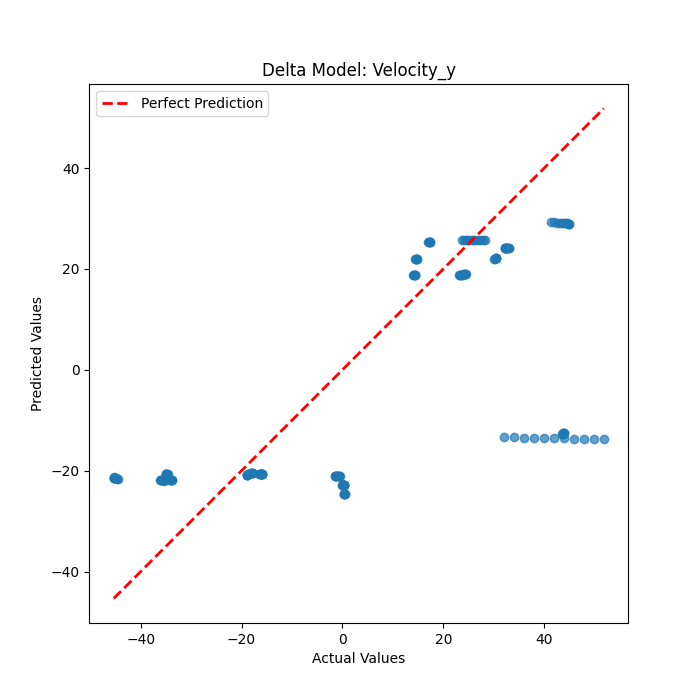 Delta Model: Velocity_y
Perfect Prediction
40
20
0
−20
−40
Predicted Values
−40
−20
0
20
40
Actual Values